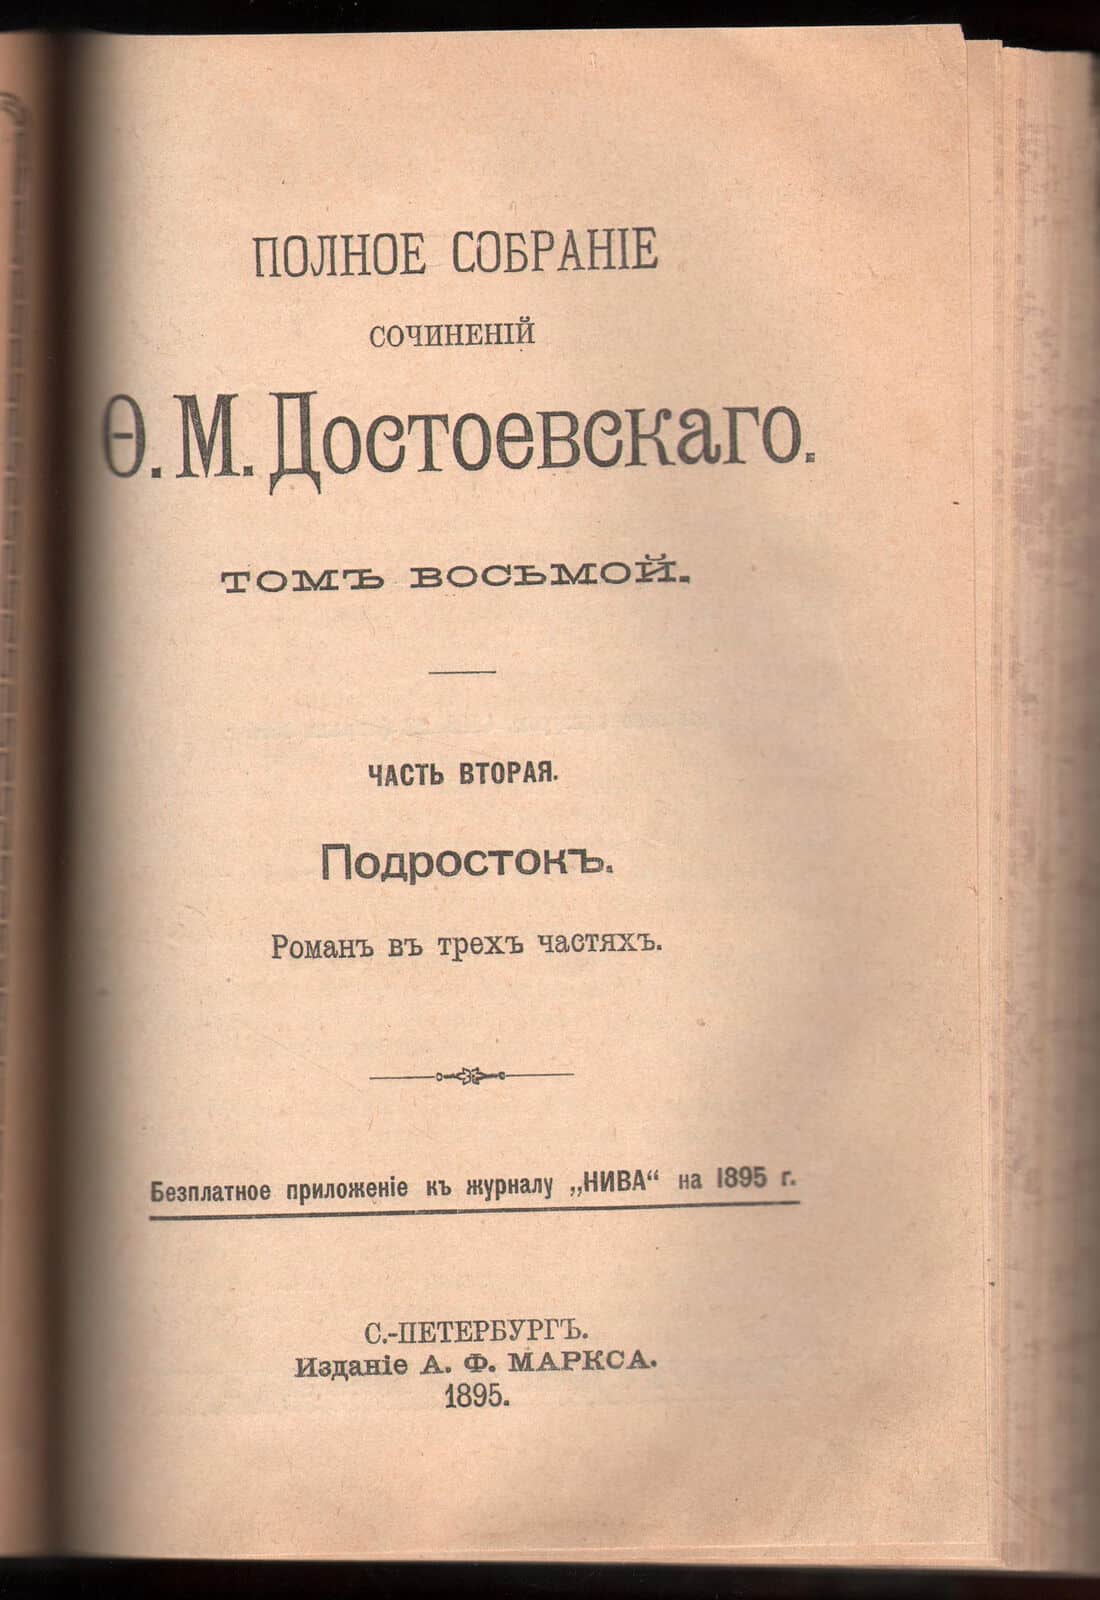 ПОЛНОЕ СОБРАНІЕ
СОЧИНЕНІЙ
Ѳ. М. Достоевскаго.
ТОМЪ ВОСЬМОЙ.
ЧАСТЬ ВТОРАЯ.
Подростокъ.
Романъ въ трехъ частяхъ.
Безплатное приложеніе къ журналу „НИВА“ на 1895 г.
С.-ПЕТЕРБУРГЪ.
Изданіе А. Ф. МАРКСА.
1895.